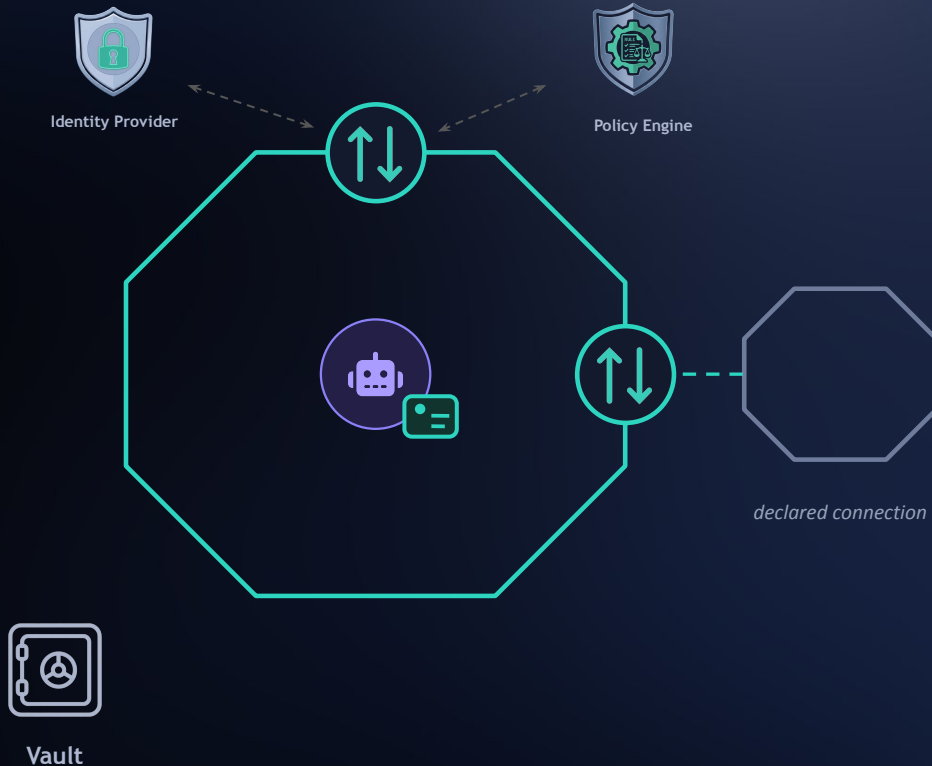 Identity Provider
Policy Engine
declared connection
Vault